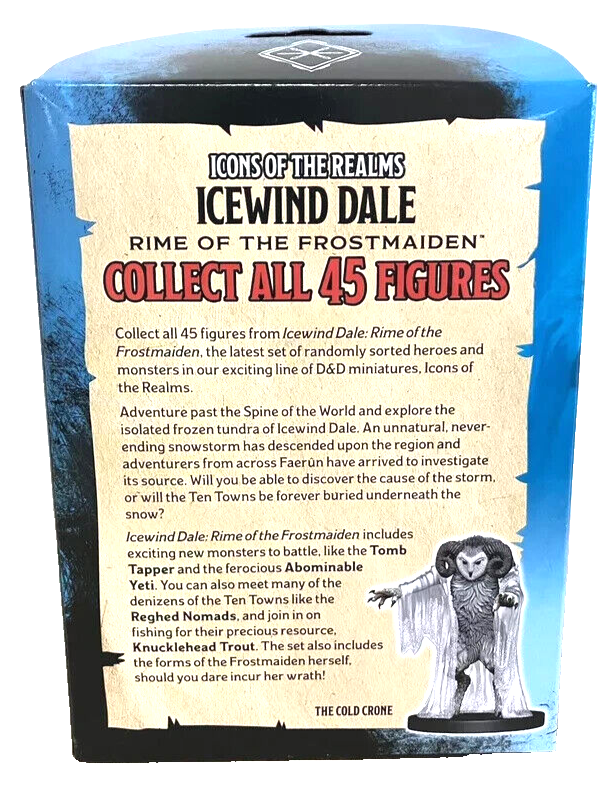 ICONS OF THE REALMS
ICEWIND DALE
RIME OF THE FROSTMAIDEN™
COLLECT ALL 45 FIGURES
Collect all 45 figures from Icewind Dale: Rime of the
Frostmaiden, the latest set of randomly sorted heroes and
monsters in our exciting line of D&D miniatures, Icons of
the Realms.
Adventure past the Spine of the World and explore the
isolated frozen tundra of Icewind Dale. An unnatural, never-
ending snowstorm has descended upon the region and
adventurers from across Faerûn have arrived to investigate
its source. Will you be able to discover the cause of the storm,
or will the Ten Towns be forever buried underneath the
snow?
Icewind Dale: Rime of the Frostmaiden includes
exciting new monsters to battle, like the Tomb
Tapper and the ferocious Abominable
Yeti. You can also meet many of the
denizens of the Ten Towns like the
Reghed Nomads, and join in on
fishing for their precious resource,
Knucklehead Trout. The set also includes
the forms of the Frostmaiden herself,
should you dare incur her wrath!
THE COLD CRONE